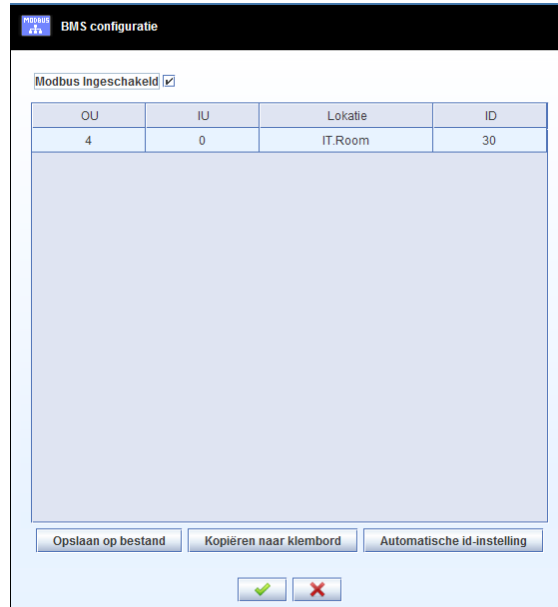 MODBUS
BMS configuratie
Modbus Ingeschakeld
OU IU Lokatie ID
4 0 IT.Room 30
Opslaan op bestand Kopiëren naar klembord Automatische id-instelling